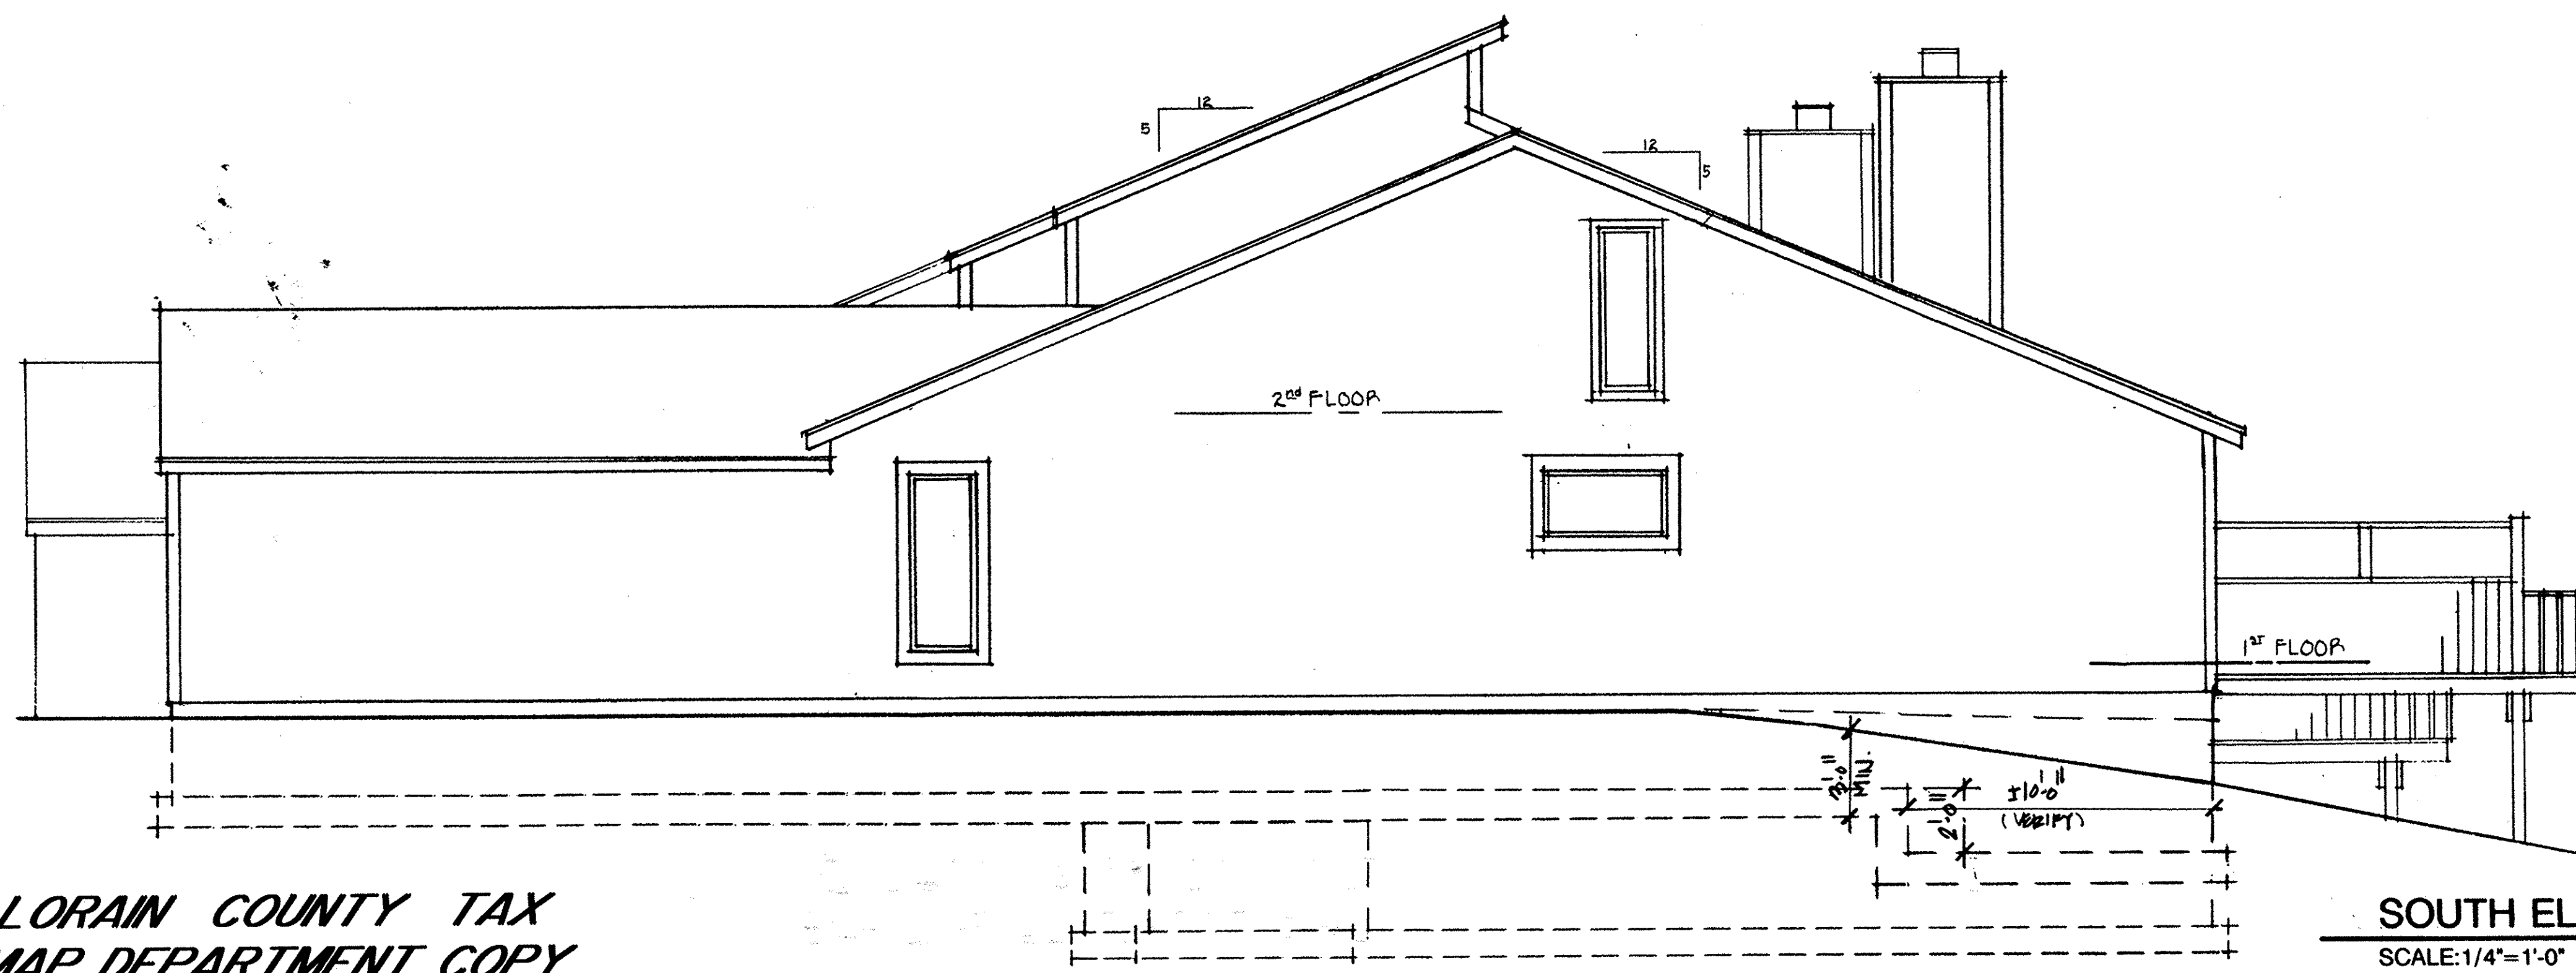 12
5
12
5
2nd FLOOR
1ST FLOOR
3'-0"
MIN.
2'-0"
±10'-0"
(VERIFY)
LORAIN COUNTY TAX
MAP DEPARTMENT COPY
SOUTH EL
SCALE:1/4"=1'-0"